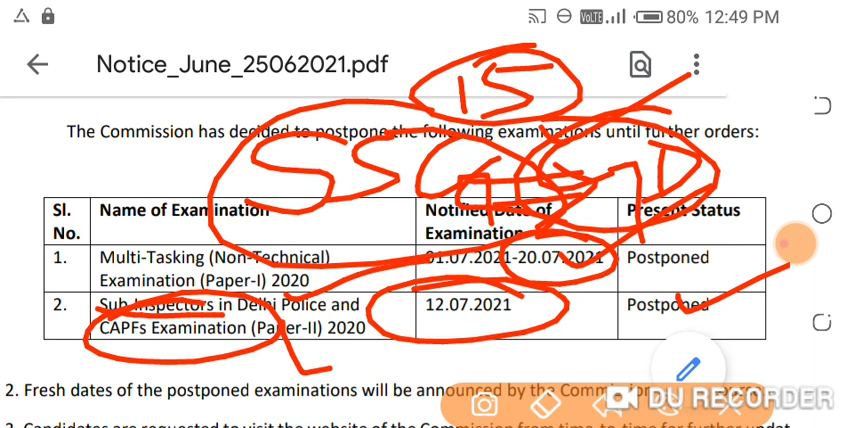 VoLTE 80% 12:49 PM
Notice_June_25062021.pdf
15
The Commission has decided to postpone the following examinations until further orders:
SSC GD
Sl. No. Name of Examination Notified Date of Examination Present Status
1. Multi-Tasking (Non-Technical) Examination (Paper-I) 2020 01.07.2021-20.07.2021 Postponed
2. Sub-Inspectors in Delhi Police and CAPFs Examination (Paper-II) 2020 12.07.2021 Postponed
2. Fresh dates of the postponed examinations will be announced by the
DU RECORDER